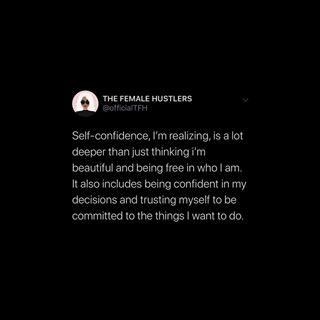 THE FEMALE HUSTLERS
@officialTFH
Self-confidence, I'm realizing, is a lot
deeper than just thinking i'm
beautiful and being free in who I am.
It also includes being confident in my
decisions and trusting myself to be
committed to the things I want to do.